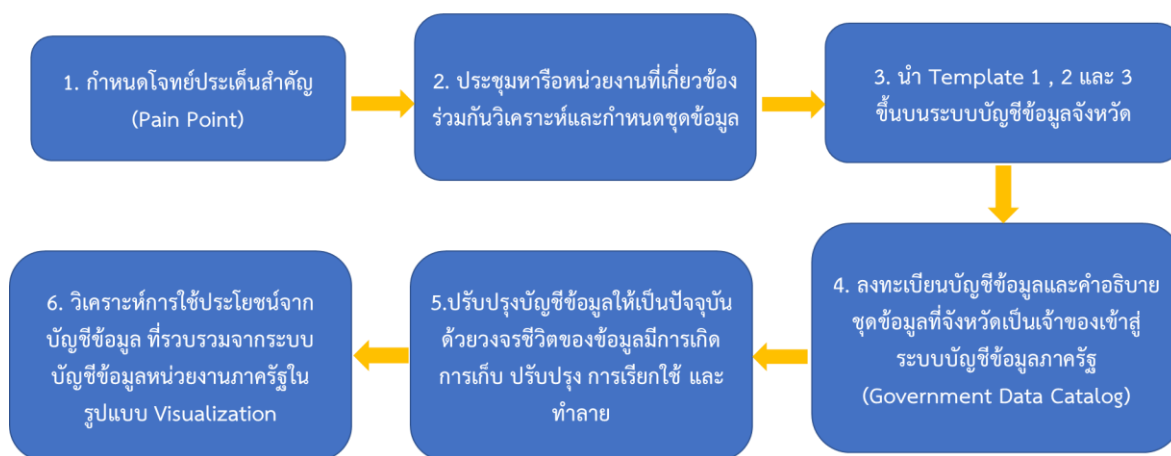 1. กำหนดโจทย์ประเด็นสำคัญ
(Pain Point)
2. ประชุมหารือหน่วยงานที่เกี่ยวข้อง
ร่วมกันวิเคราะห์และกำหนดชุดข้อมูล
3. นำ Template 1 , 2 และ 3
ขึ้นบนระบบบัญชีข้อมูลจังหวัด
4. ลงทะเบียนบัญชีข้อมูลและคำอธิบาย
ชุดข้อมูลที่จังหวัดเป็นเจ้าของเข้าสู่
ระบบบัญชีข้อมูลภาครัฐ
(Government Data Catalog)
5.ปรับปรุงบัญชีข้อมูลให้เป็นปัจจุบัน
ด้วยวงจรชีวิตของข้อมูลมีการเกิด
การเก็บ ปรับปรุง การเรียกใช้ และ
ทำลาย
6. วิเคราะห์การใช้ประโยชน์จาก
บัญชีข้อมูล ที่รวบรวมจากระบบ
บัญชีข้อมูลหน่วยงานภาครัฐใน
รูปแบบ Visualization